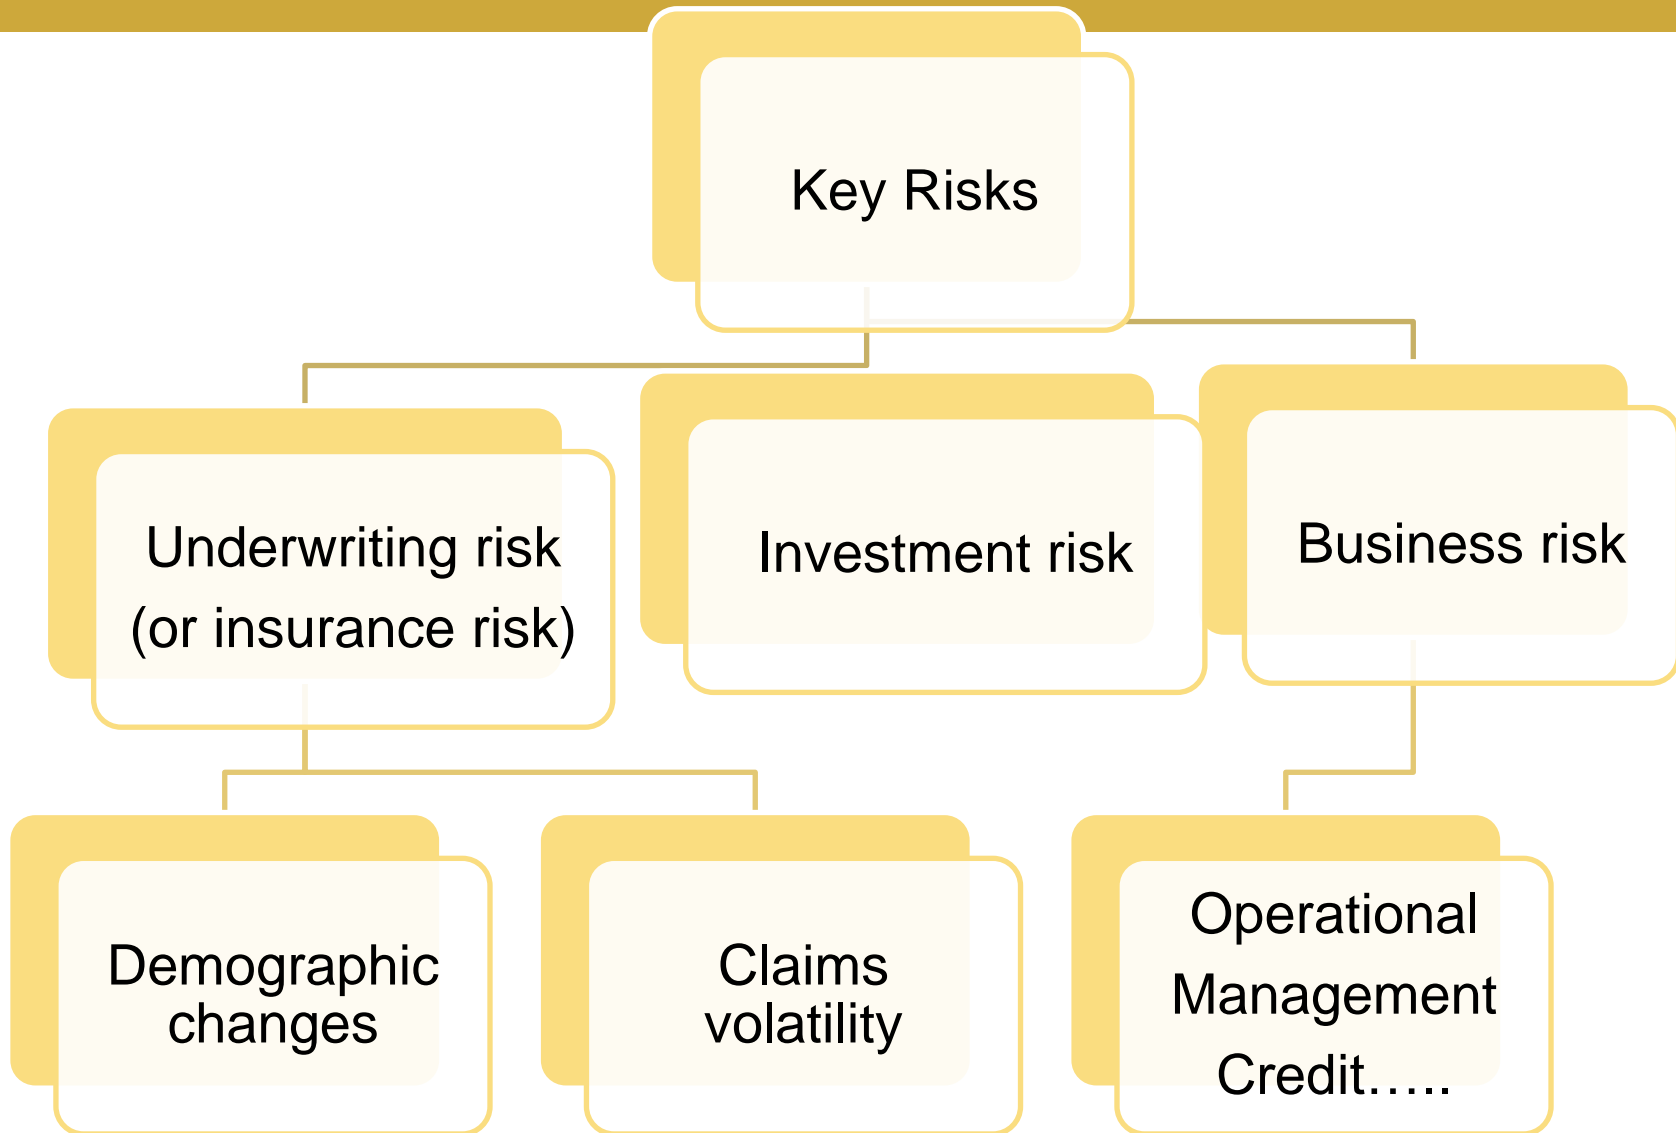 Key Risks
Underwriting risk
(or insurance risk)
Investment risk
Business risk
Demographic
changes
Claims
volatility
Operational
Management
Credit…..